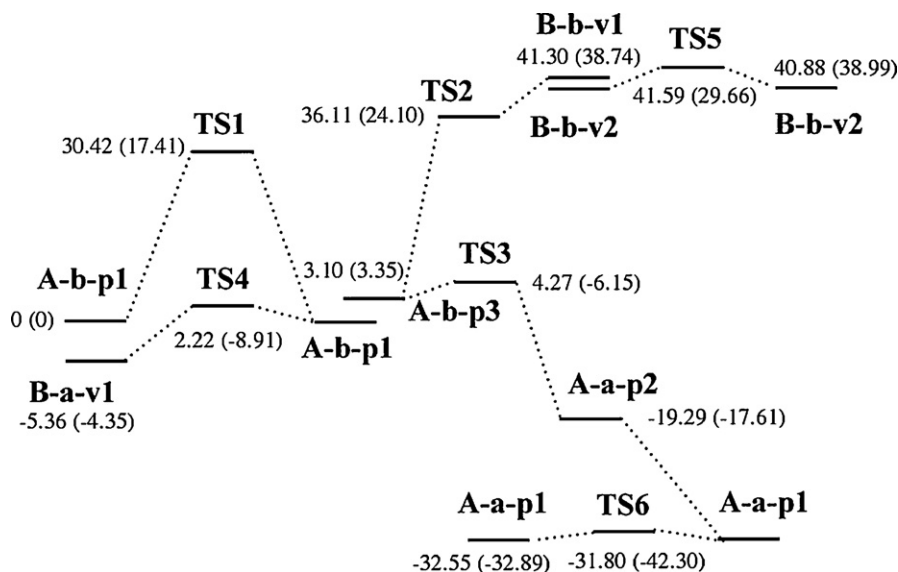 B-b-v1
41.30 (38.74)
TS5
40.88 (38.99)
TS2
36.11 (24.10)
41.59 (29.66)
B-b-v2
B-b-v2
TS1
30.42 (17.41)
3.10 (3.35)
TS3
A-b-p1
TS4
4.27 (-6.15)
A-b-p3
0 (0)
2.22 (-8.91)
A-b-p1
B-a-v1
-5.36 (-4.35)
A-a-p2
-19.29 (-17.61)
A-a-p1
TS6
A-a-p1
-32.55 (-32.89)
-31.80 (-42.30)